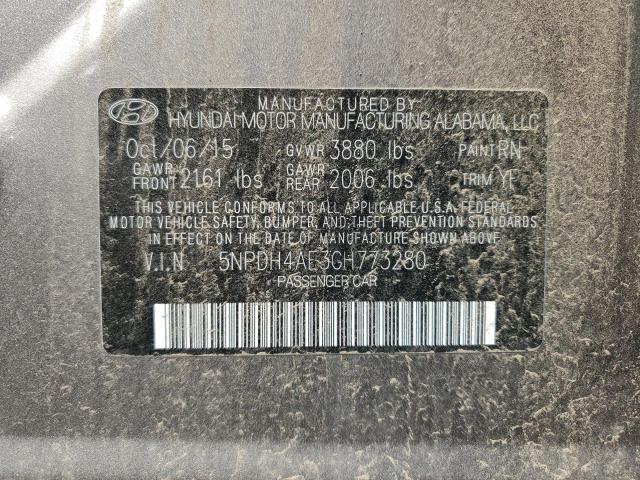 MANUFACTURED BY
HYUNDAI MOTOR MANUFACTURING ALABAMA, LLC
Oct/06/15 GVWR 3880 lbs PAINT RN
GAWR FRONT 2161 lbs GAWR REAR 2006 lbs TRIM YF
THIS VEHICLE CONFORMS TO ALL APPLICABLE U.S.A. FEDERAL
MOTOR VEHICLE SAFETY, BUMPER, AND THEFT PREVENTION
STANDARDS IN EFFECT ON THE DATE OF MANUFACTURE SHOWN ABOVE.
V.I.N 5NPDH4AE3GH773280
PASSENGER CAR